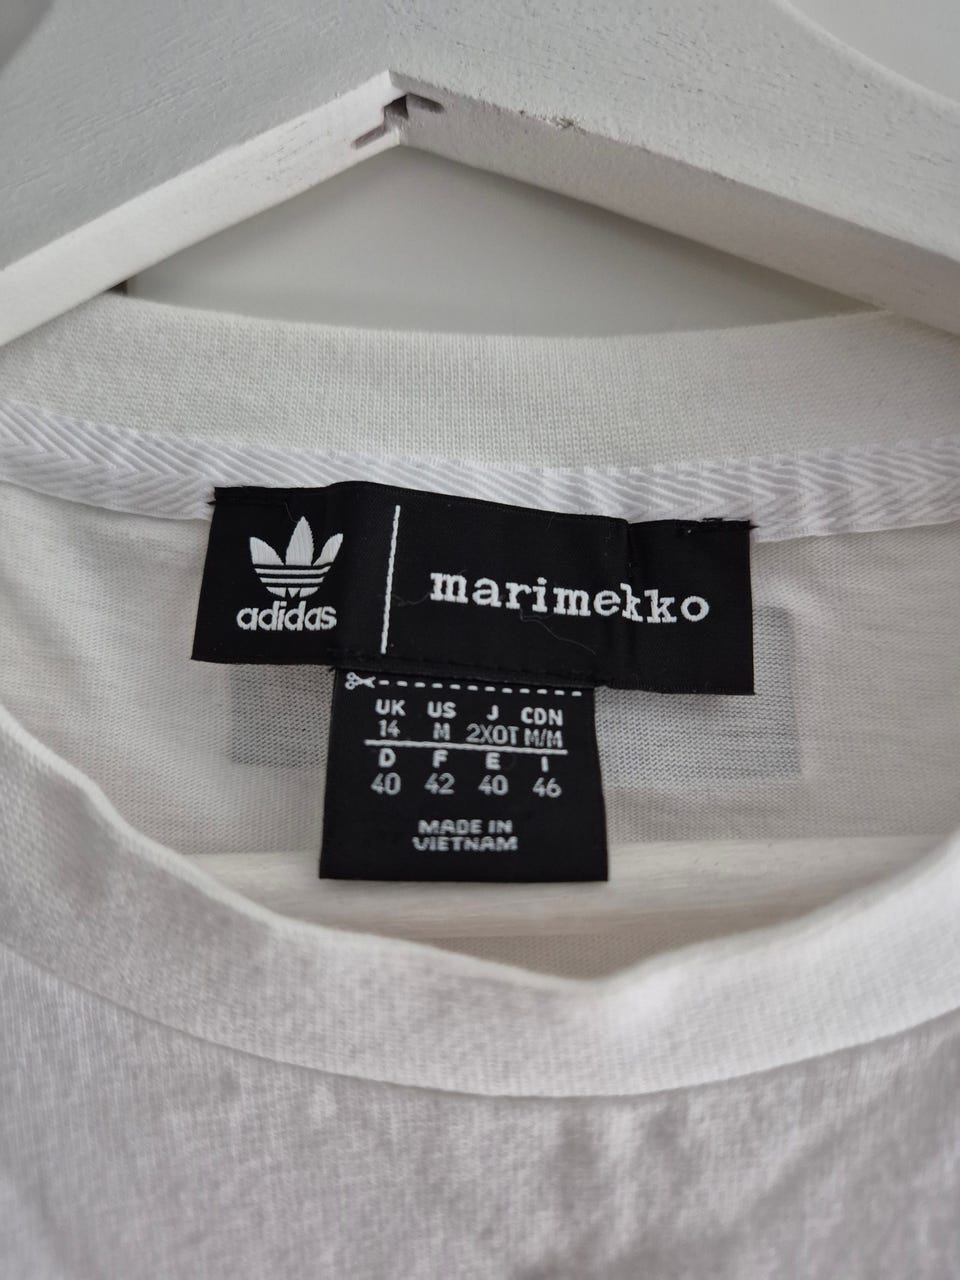 adidas
marimekko
UK US J CDN
14 M 2XOT M/M
D F E I
40 42 40 46
MADE IN
VIETNAM